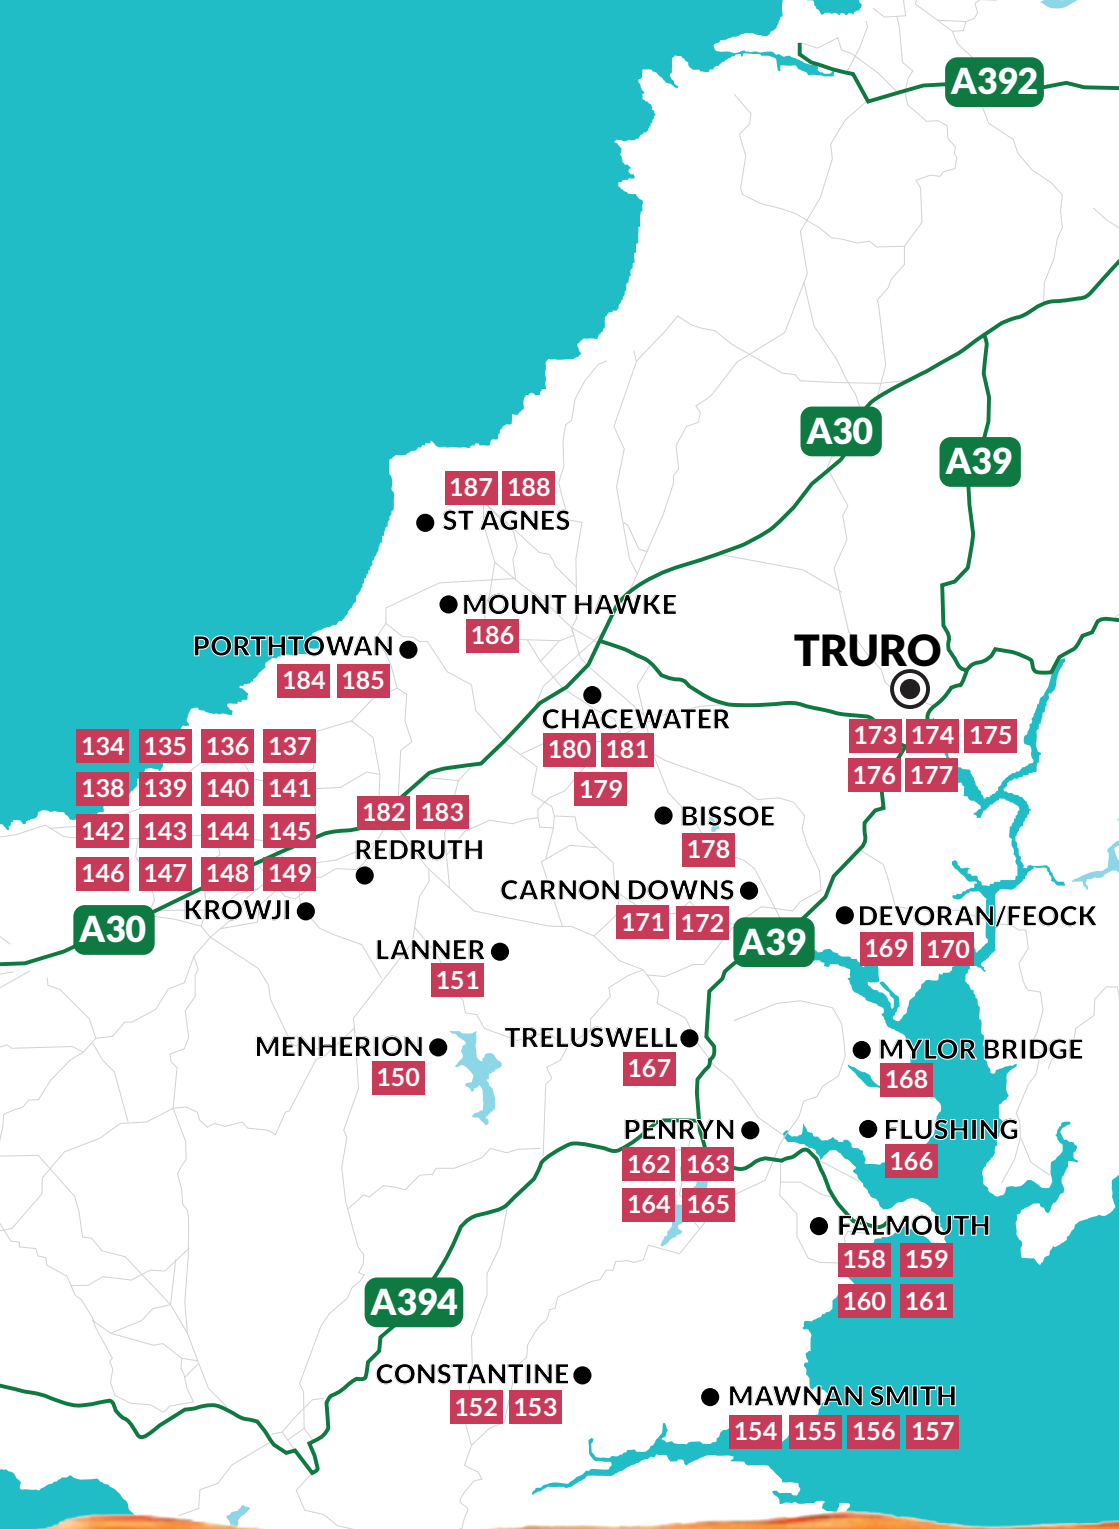 A392
A30
A39
187 188
ST AGNES
MOUNT HAWKE
186
PORTHTOWAN
184 185
TRURO
173 174 175
176 177
CHACEWATER
180 181
179
134 135 136 137
138 139 140 141
142 143 144 145
146 147 148 149
KROWJI
A30
182 183
REDRUTH
BISSOE
178
CARNON DOWNS
171 172
A39
DEVORAN/FEOCK
169 170
LANNER
151
MENHERION
150
TRELUSWELL
167
MYLOR BRIDGE
168
PENRYN
162 163
164 165
FLUSHING
166
FALMOUTH
158 159
160 161
A394
CONSTANTINE
152 153
MAWNAN SMITH
154 155 156 157